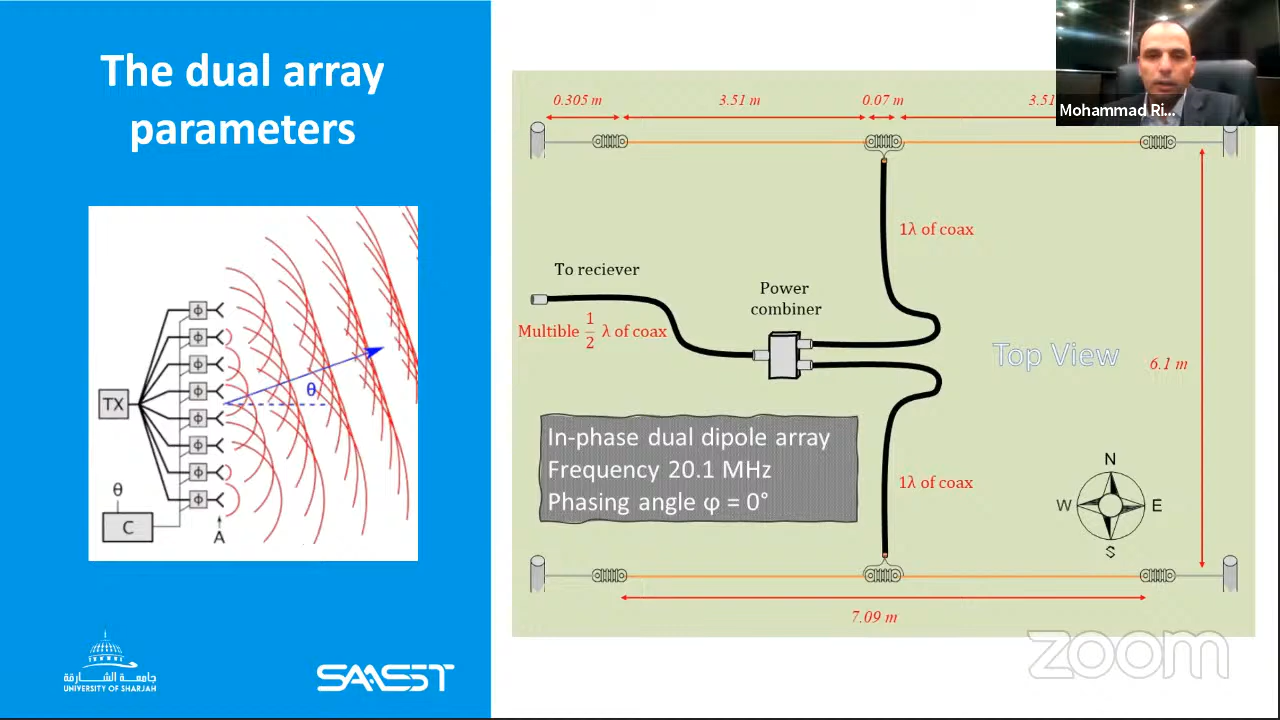 The dual array
parameters
TX
ϕ
ϕ
ϕ
ϕ
ϕ
ϕ
ϕ
ϕ
θ
θ
C
A
جامعة الشارقة
UNIVERSITY OF SHARJAH
SAASST
0.305 m
3.51 m
0.07 m
3.51
Mohammad Ri...
1λ of coax
To reciever
Power
combiner
Multible 1/2 λ of coax
Top View
6.1 m
In-phase dual dipole array
Frequency 20.1 MHz
Phasing angle φ = 0°
1λ of coax
N
W
E
S
7.09 m
zoom